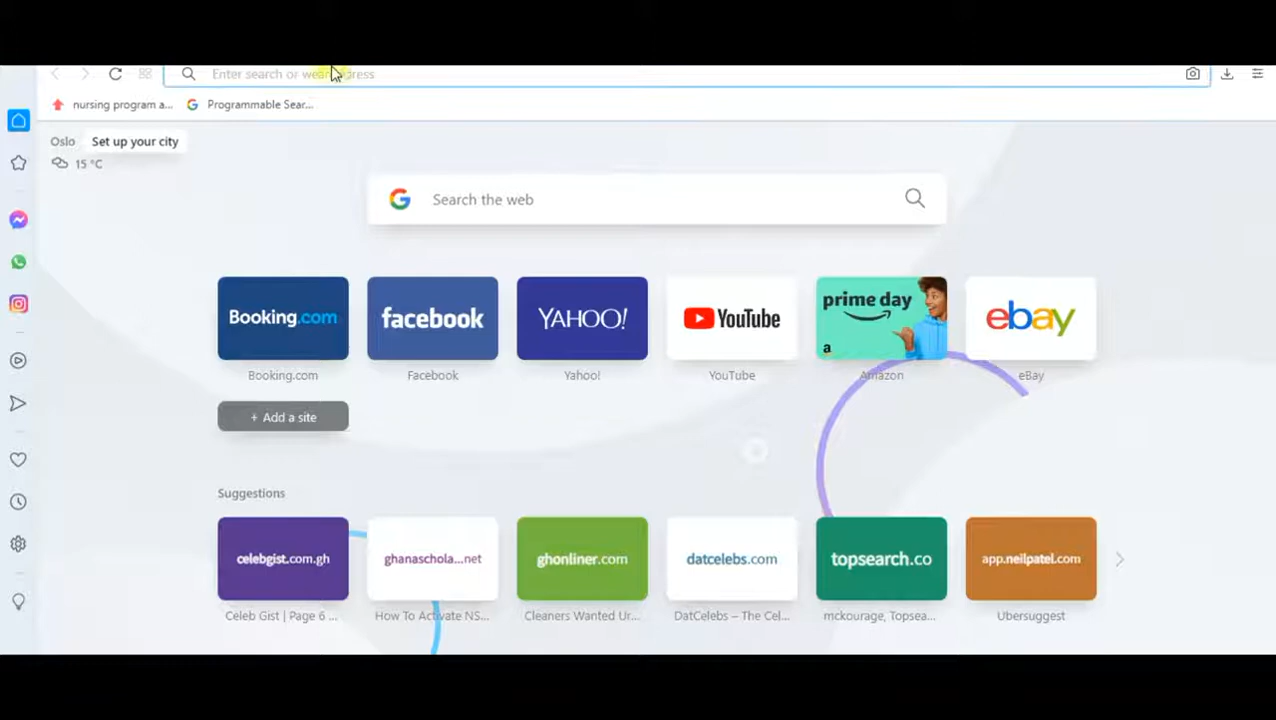 Enter search or web address
nursing program a... Programmable Sear...
Oslo Set up your city
15 °C
Search the web
Booking.com facebook YAHOO! YouTube prime day a ebay
Booking.com Facebook Yahoo! YouTube Amazon eBay
+ Add a site
Suggestions
celebgist.com.gh ghanaschola...net ghonliner.com datcelebs.com topsearch.co app.neilpatel.com
Celeb Gist | Page 6 ... How To Activate NS... Cleaners Wanted Ur... DatCelebs – The Cel... mckourage, Topsea... Ubersuggest